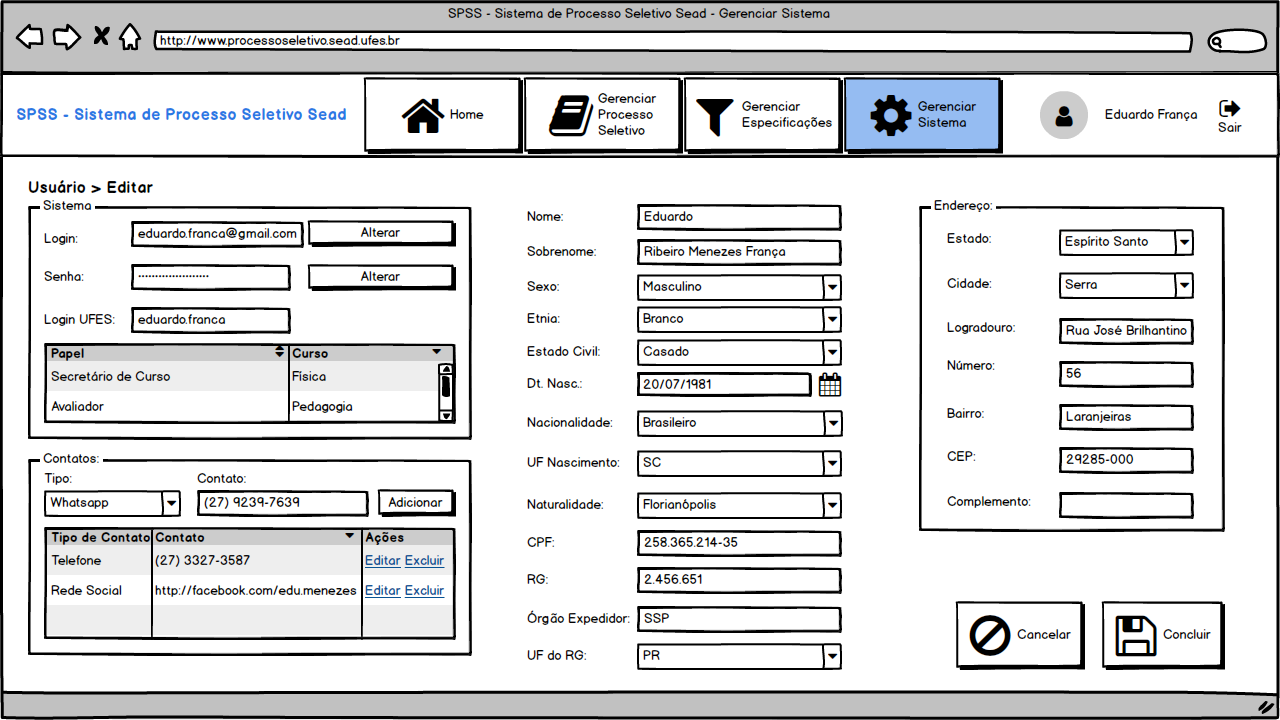 SPSS - Sistema de Processo Seletivo Sead - Gerenciar Sistema
http://www.processoseletivo.sead.ufes.br
SPSS - Sistema de Processo Seletivo Sead
Home
Gerenciar
Processo
Seletivo
Gerenciar
Especificações
Gerenciar
Sistema
Eduardo França
Sair
Usuário > Editar
Sistema
Login: eduardo.franca@gmail.com Alterar
Senha: ····················· Alterar
Login UFES: eduardo.franca
Papel Curso
Secretário de Curso Física
Avaliador Pedagogia
Contatos:
Tipo: Contato:
Whatsapp (27) 9239-7639 Adicionar
Tipo de Contato Contato Ações
Telefone (27) 3327-3587 Editar Excluir
Rede Social http://facebook.com/edu.menezes Editar Excluir
Nome: Eduardo
Sobrenome: Ribeiro Menezes França
Sexo: Masculino
Etnia: Branco
Estado Civil: Casado
Dt. Nasc.: 20/07/1981
Nacionalidade: Brasileiro
UF Nascimento: SC
Naturalidade: Florianópolis
CPF: 258.365.214-35
RG: 2.456.651
Órgão Expedidor: SSP
UF do RG: PR
Endereço:
Estado: Espírito Santo
Cidade: Serra
Logradouro: Rua José Brilhantino
Número: 56
Bairro: Laranjeiras
CEP: 29285-000
Complemento:
Cancelar
Concluir